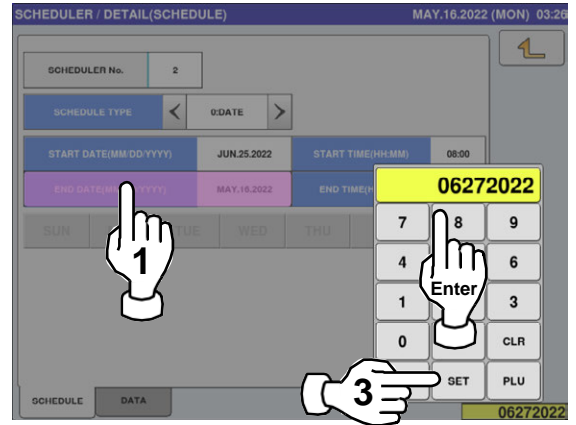 SCHEDULER / DETAIL(SCHEDULE) MAY.16.2022 (MON) 03:26
SCHEDULER No. 2
SCHEDULE TYPE < 0:DATE >
START DATE(MM/DD/YYYY) JUN.25.2022 START TIME(HH:MM) 08:00
END DATE(M /YYYY) MAY.16.2022 END TIME(H
06272022
SUN TUE WED THU
7 8 9
4 6
1 3
0 CLR
SET PLU
1
Enter
3
SCHEDULE DATA
06272022